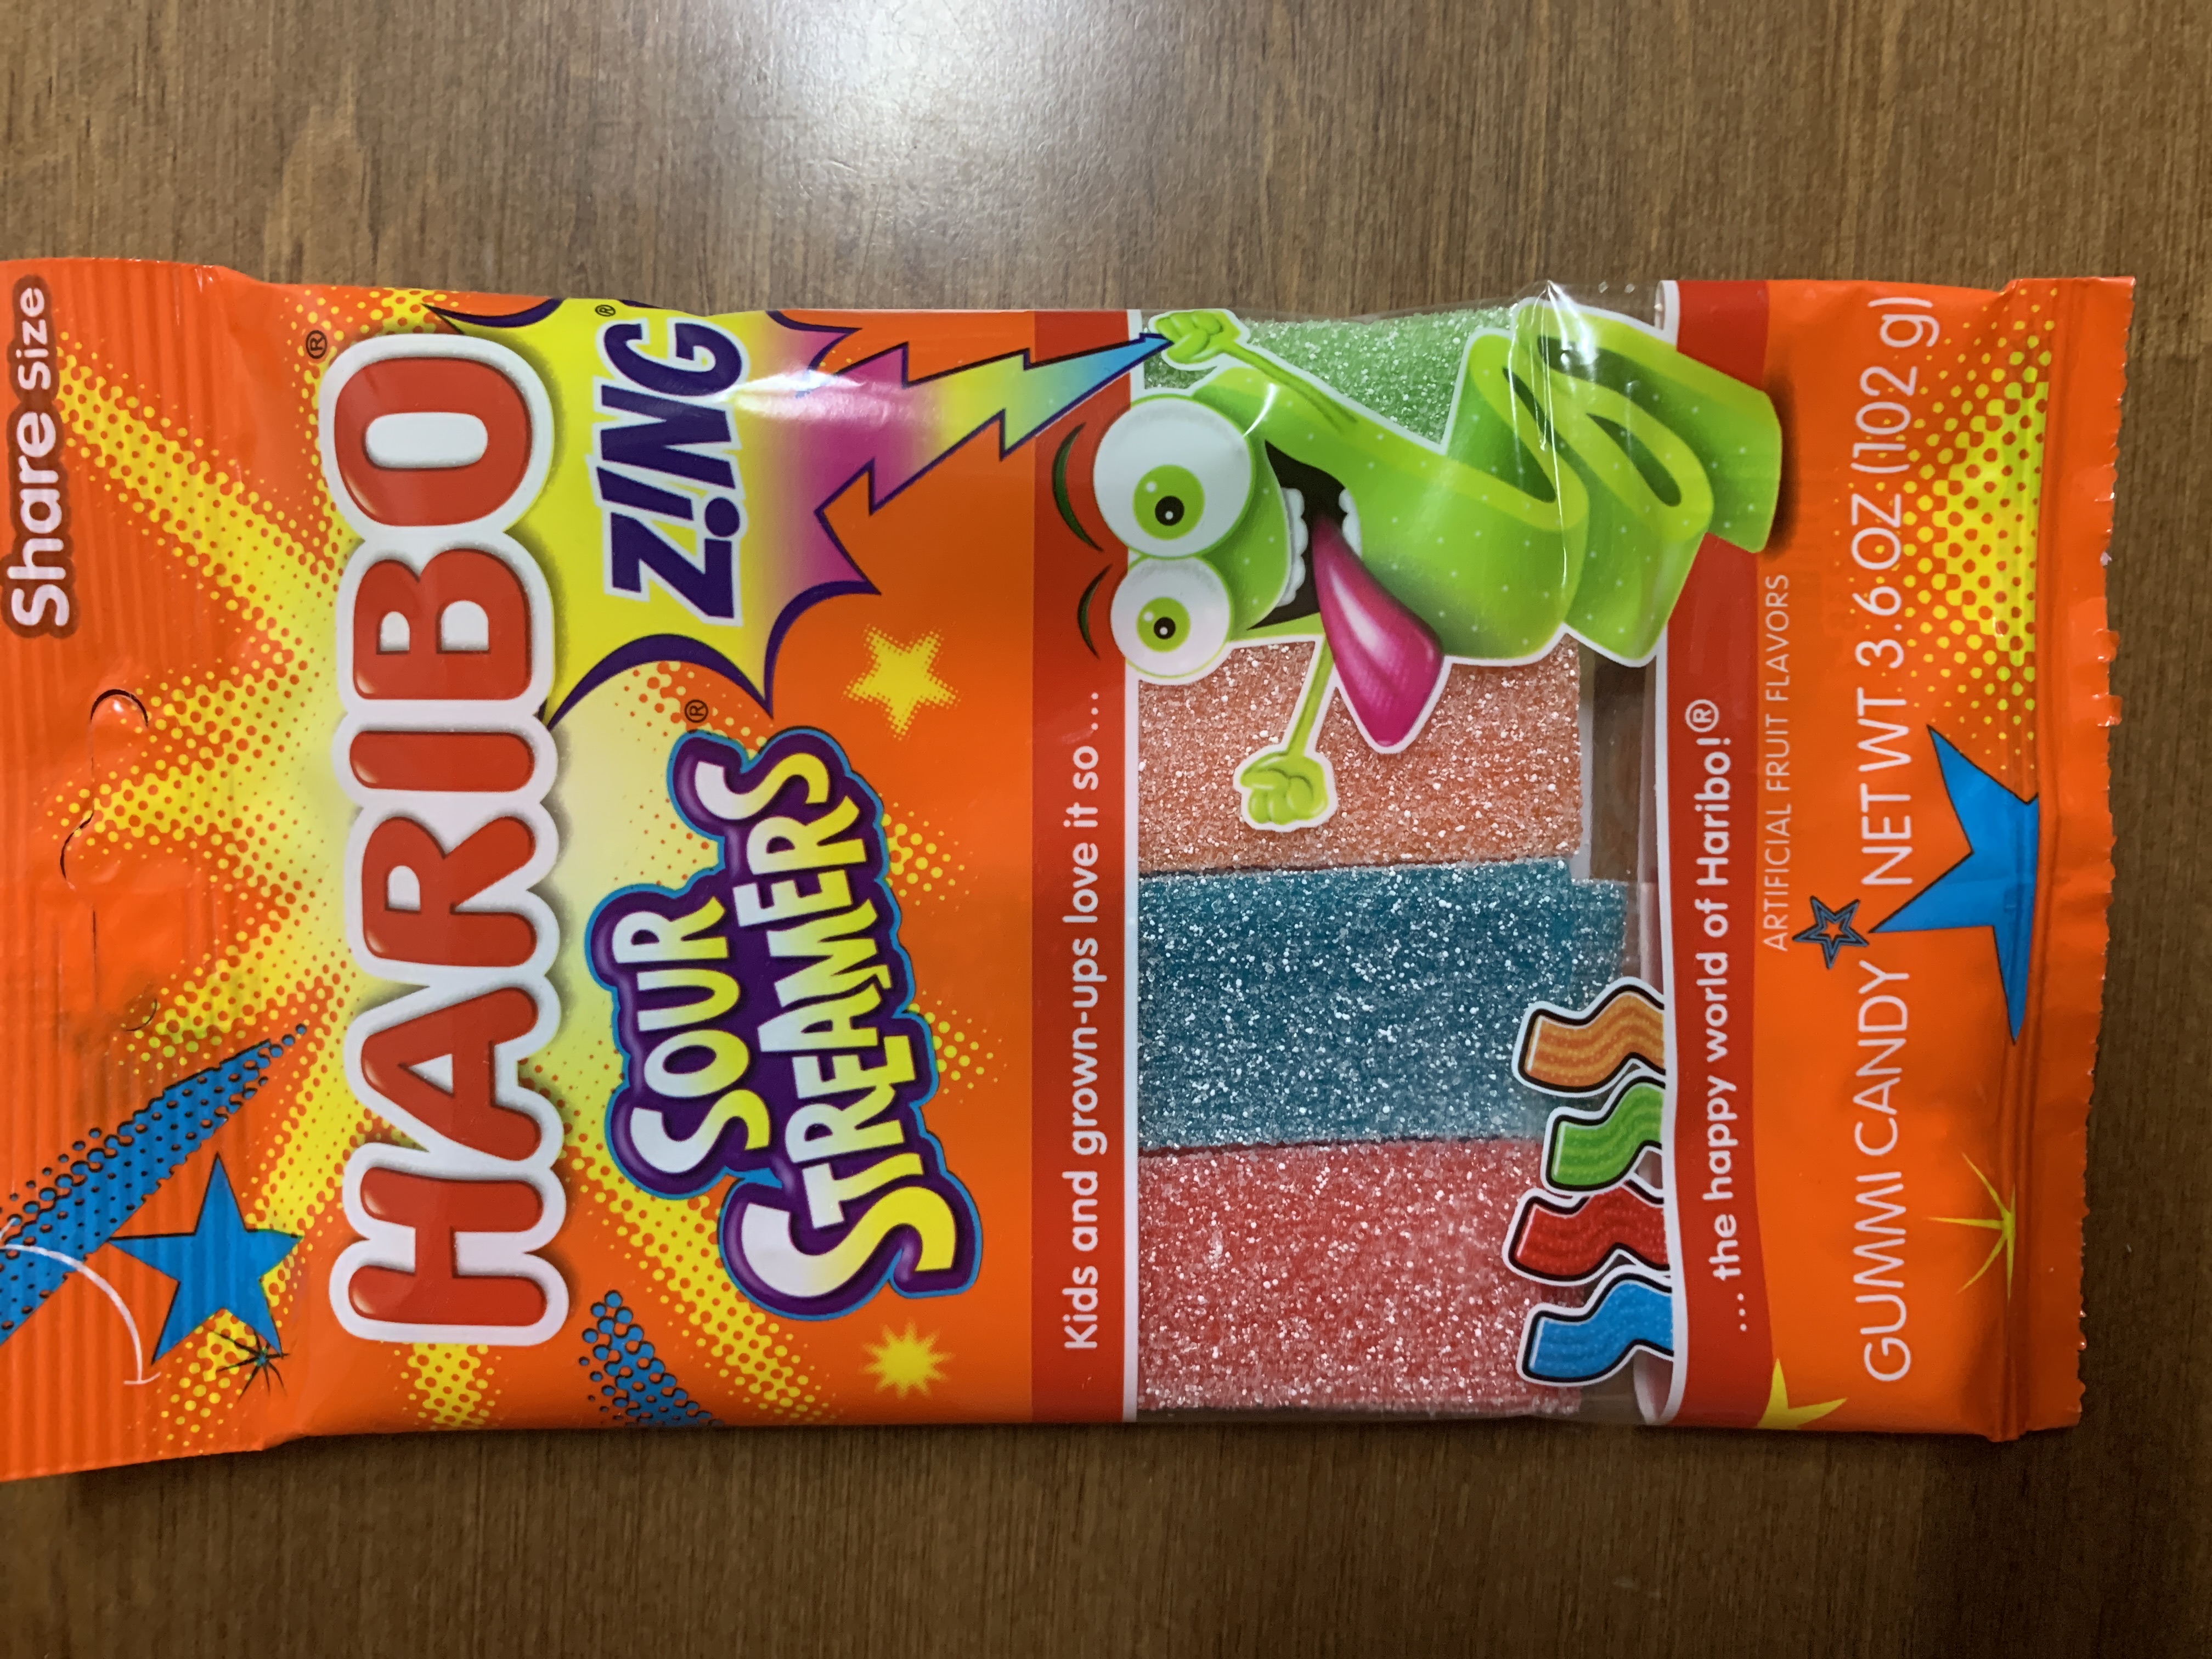 Share Size
HARIBO®
Z!NG®
SOUR®
STREAMERS
Kids and grown-ups love it so ...
... the happy world of Haribo!®
ARTIFICIAL FRUIT FLAVORS
GUMMI CANDY NET WT 3.6 OZ (102 g)